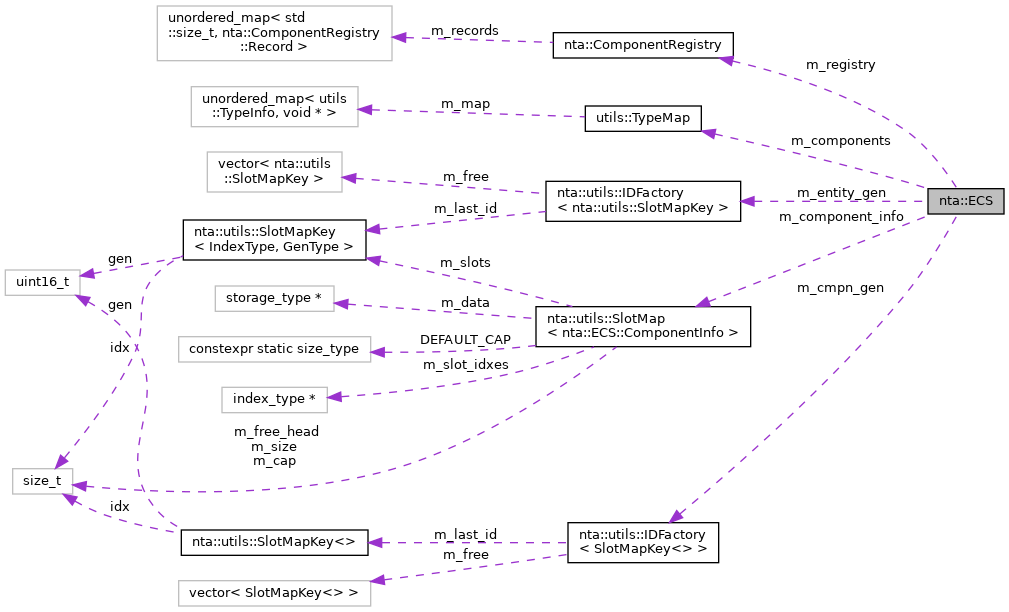 unordered_map< std
::size_t, nta::ComponentRegistry
::Record >
m_records
nta::ComponentRegistry
m_registry
unordered_map< utils
::TypeInfo, void * >
m_map
utils::TypeMap
m_components
vector< nta::utils
::SlotMapKey >
m_free
nta::utils::IDFactory
< nta::utils::SlotMapKey >
m_entity_gen
nta::ECS
m_last_id
m_component_info
nta::utils::SlotMapKey
< IndexType, GenType >
gen
m_slots
uint16_t
storage_type *
m_data
gen
m_cmpn_gen
nta::utils::SlotMap
< nta::ECS::ComponentInfo >
idx
constexpr static size_type
DEFAULT_CAP
m_slot_idxes
index_type *
m_free_head
m_size
m_cap
size_t
idx
nta::utils::SlotMapKey<>
m_last_id
nta::utils::IDFactory
< SlotMapKey<> >
m_free
vector< SlotMapKey<> >